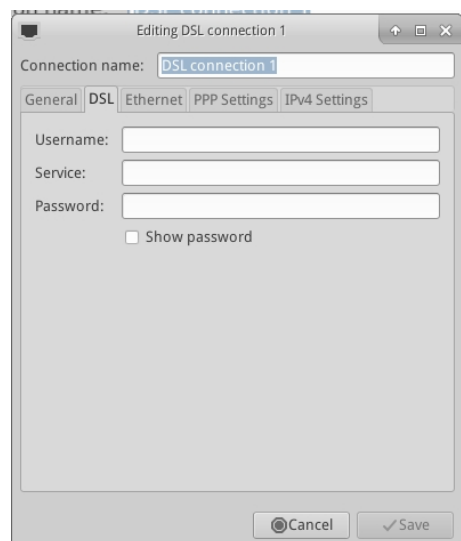 Editing DSL connection 1
Connection name: DSL connection 1
General DSL Ethernet PPP Settings IPv4 Settings
Username:
Service:
Password:
Show password
Cancel Save